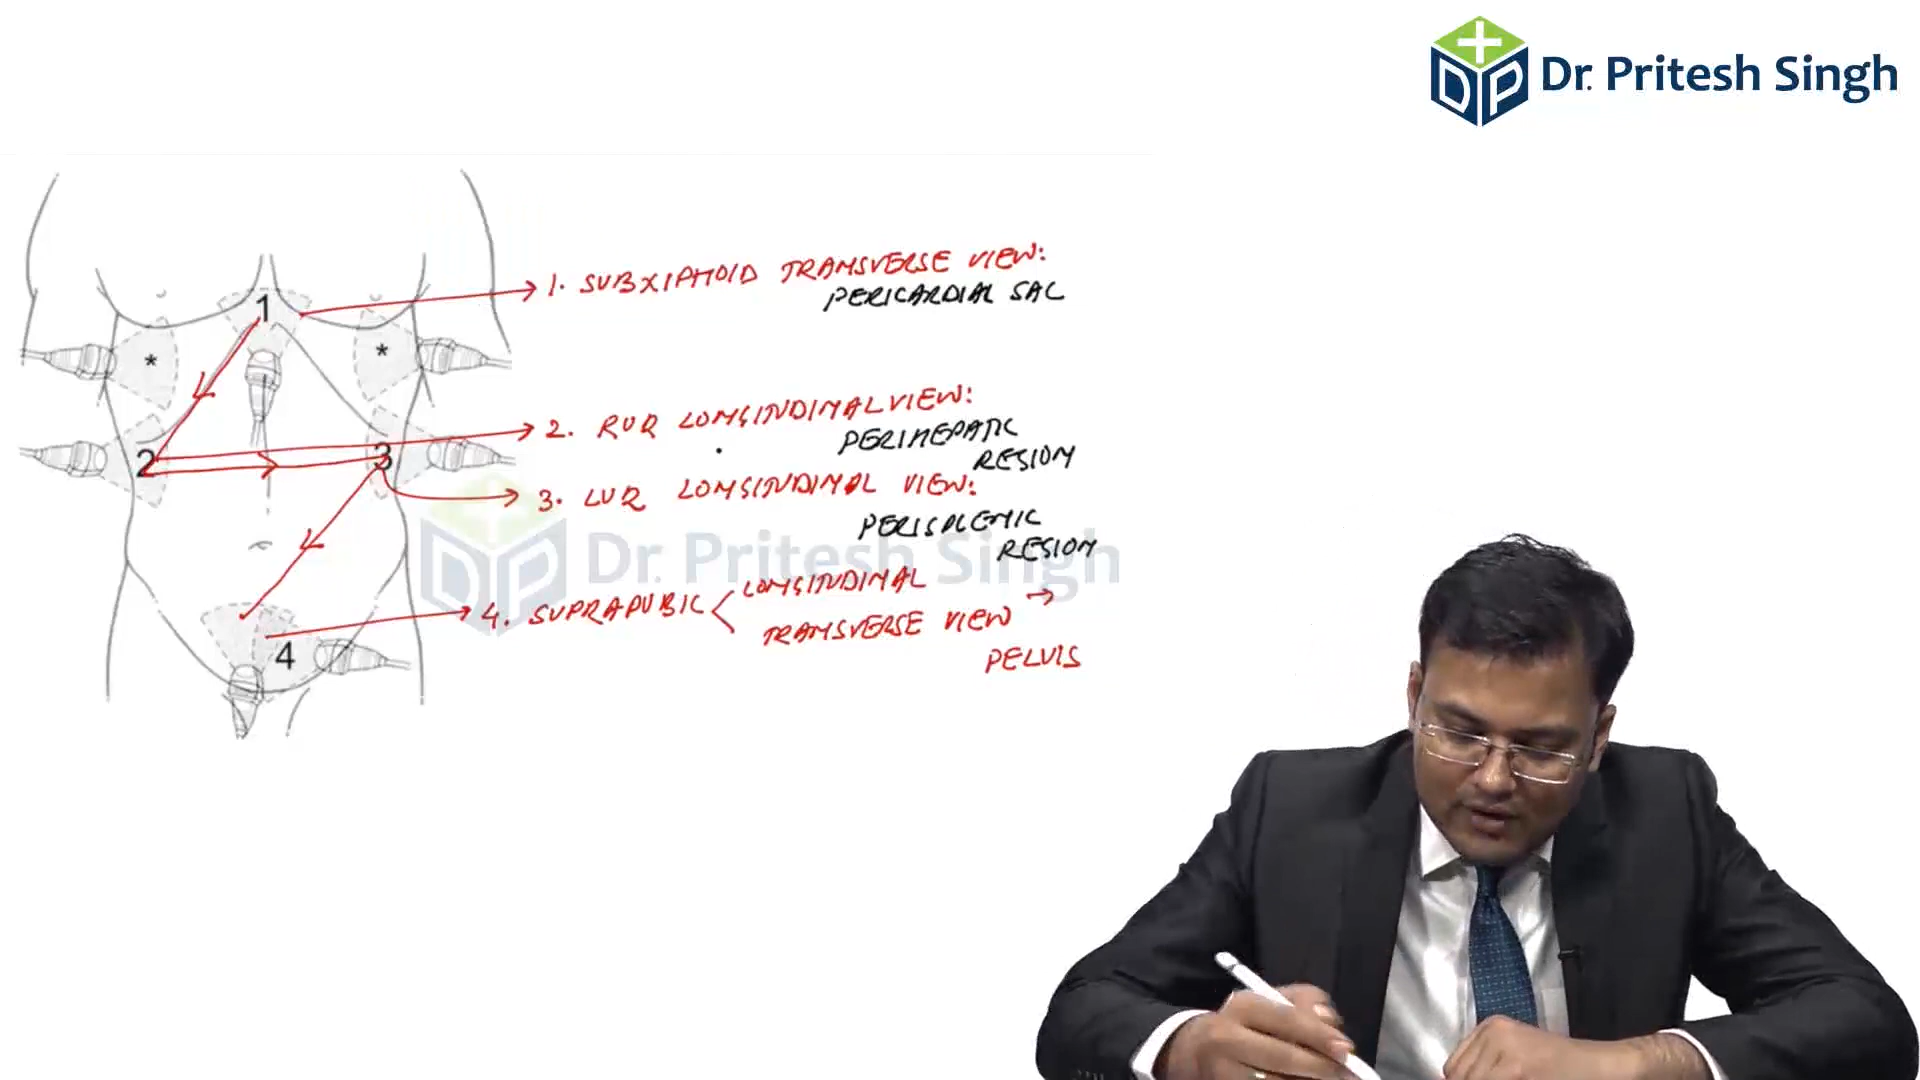 Dr. Pritesh Singh
1
1. SUBXIPHOID TRANSVERSE VIEW:
PERICARDIAL SAC
*
*
2. RUQ LONGITUDINAL VIEW:
PERIHEPATIC
REGION
2
3
3. LUQ LONGITUDINAL VIEW:
PERISPLENIC
REGION
Dr. Pritesh Singh
4. SUPRAPUBIC
LONGITUDINAL
TRANSVERSE VIEW →
PELVIS
4